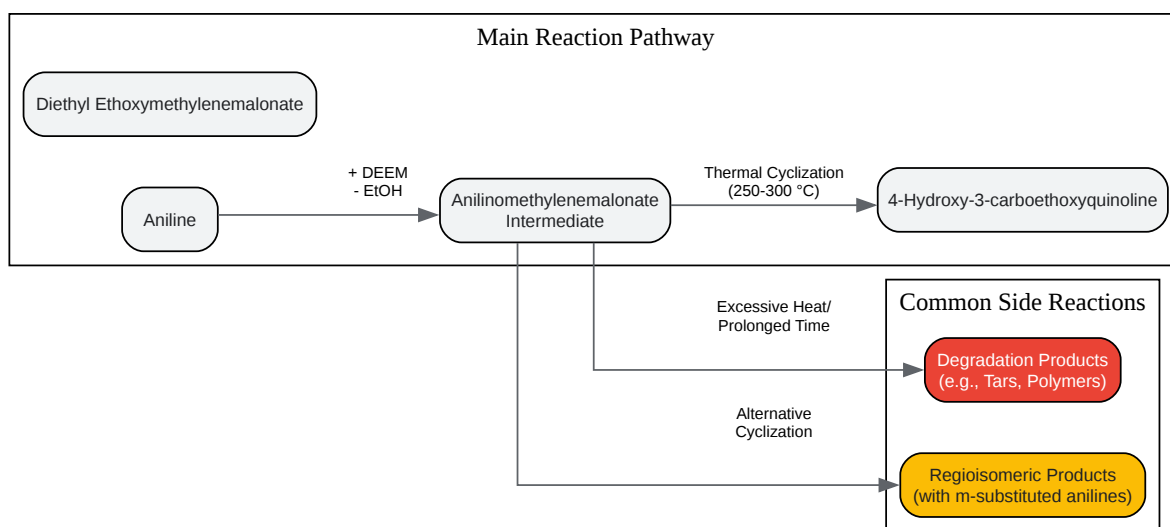 Main Reaction Pathway
Diethyl Ethoxymethylenemalonate
+ DEEM
- EtOH
Thermal Cyclization
(250-300 °C)
Aniline
Anilinomethylenemalonate
Intermediate
4-Hydroxy-3-carboethoxyquinoline
Excessive Heat/
Prolonged Time
Common Side Reactions
Degradation Products
(e.g., Tars, Polymers)
Alternative
Cyclization
Regioisomeric Products
(with m-substituted anilines)